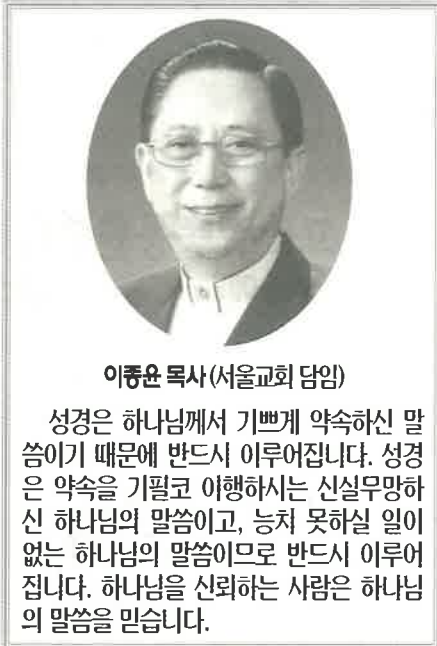 이종윤 목사 (서울교회 담임)
성경은 하나님께서 기쁘게 약속하신 말
씀이기 때문에 반드시 이루어집니다. 성경
은 약속을 기필코 이행하시는 신실무망하
신 하나님의 말씀이고, 능치 못하실 일이
없는 하나님의 말씀이므로 반드시 이루어
집니다. 하나님을 신뢰하는 사람은 하나님
의 말씀을 믿습니다.